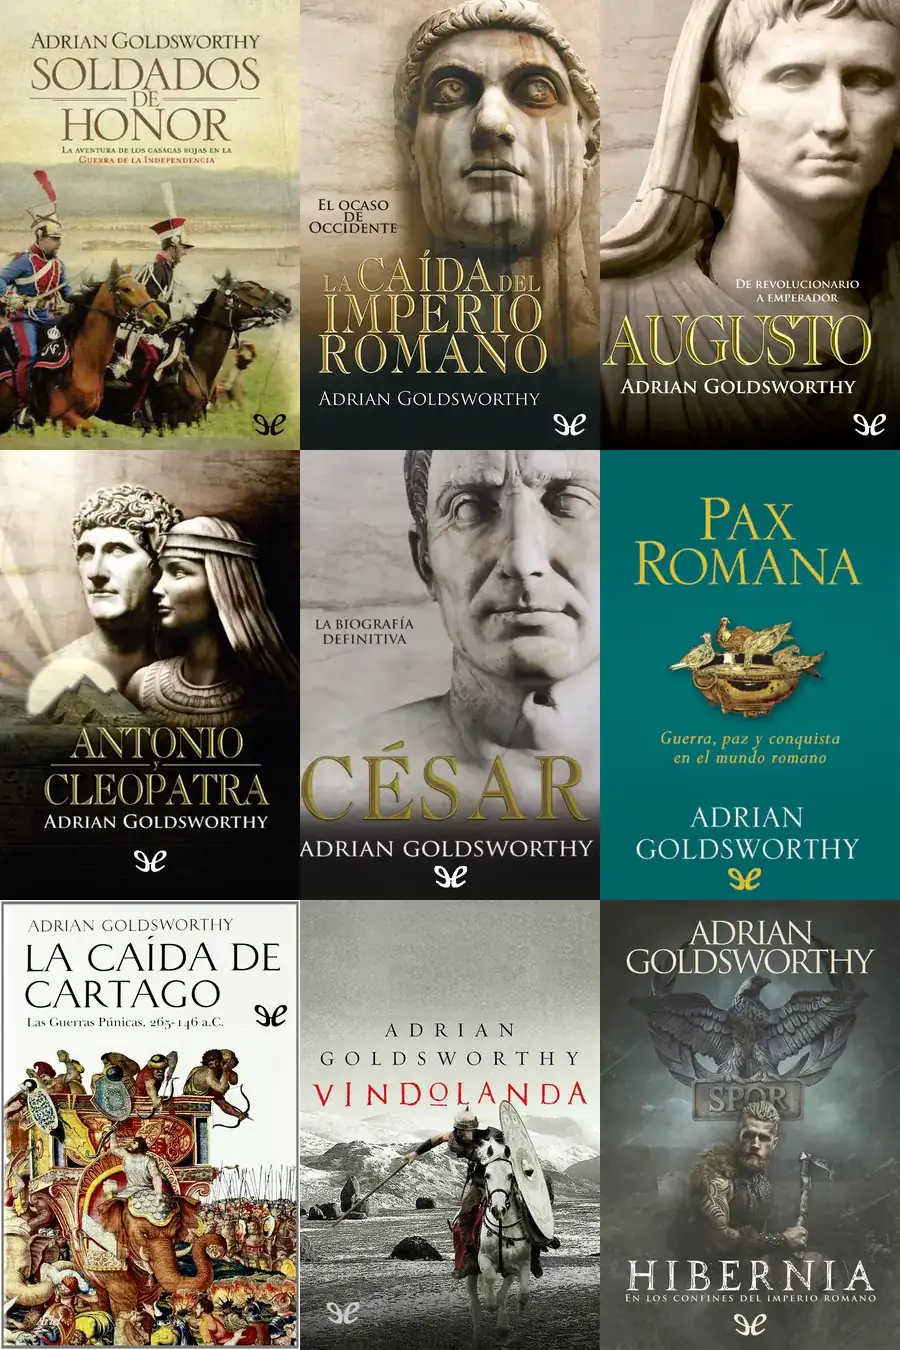 ADRIAN GOLDSWORTHY
SOLDADOS
DE
HONOR
LA AVENTURA DE LOS CASACAS ROJAS EN LA
GUERRA DE LA INDEPENDENCIA
EL OCASO
DE
OCCIDENTE
LA CAÍDA DEL
IMPERIO
ROMANO
ADRIAN GOLDSWORTHY
DE REVOLUCIONARIO
A EMPERADOR
AUGUSTO
ADRIAN GOLDSWORTHY
ANTONIO
y
CLEOPATRA
ADRIAN GOLDSWORTHY
LA BIOGRAFÍA
DEFINITIVA
CÉSAR
ADRIAN GOLDSWORTHY
PAX
ROMANA
Guerra, paz y conquista
en el mundo romano
ADRIAN
GOLDSWORTHY
ADRIAN GOLDSWORTHY
LA CAÍDA DE
CARTAGO
Las Guerras Púnicas, 265-146 a.C.
Ariel
ADRIAN
GOLDSWORTHY
VINDOLANDA
ADRIAN
GOLDSWORTHY
SPQR
HIBERNIA
EN LOS CONFINES DEL IMPERIO ROMANO